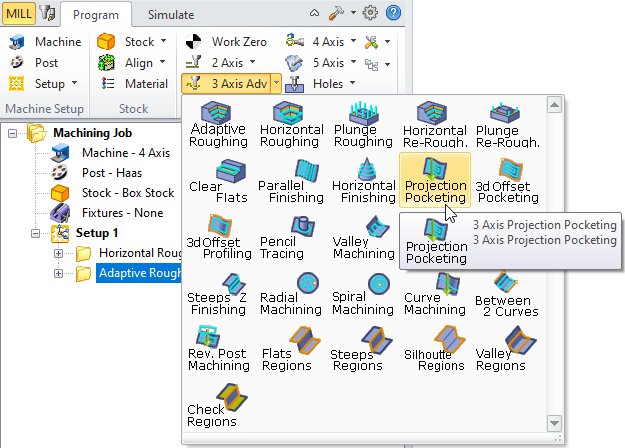 MILL Program Simulate
Machine Stock Work Zero 4 Axis
Post Align 2 Axis 5 Axis
Setup Material 3 Axis Adv Holes
Machine Setup Stock
Machining Job
Machine - 4 Axis
Post - Haas
Stock - Box Stock
Fixtures - None
Setup 1
Horizontal Roug
Adaptive Rough
Adaptive Roughing
Horizontal Roughing
Plunge Roughing
Horizontal Re-Rough.
Plunge Re-Rough.
Clear Flats
Parallel Finishing
Horizontal Finishing
Projection Pocketing
3d Offset Pocketing
3d Offset Profiling
Pencil Tracing
Valley Machining
Projection Pocketing
3 Axis Projection Pocketing
3 Axis Projection Pocketing
Steeps Z Finishing
Radial Machining
Spiral Machining
Curve Machining
Between 2 Curves
Rev. Post Machining
Flats Regions
Steeps Regions
Silhoutte Regions
Valley Regions
Check Regions